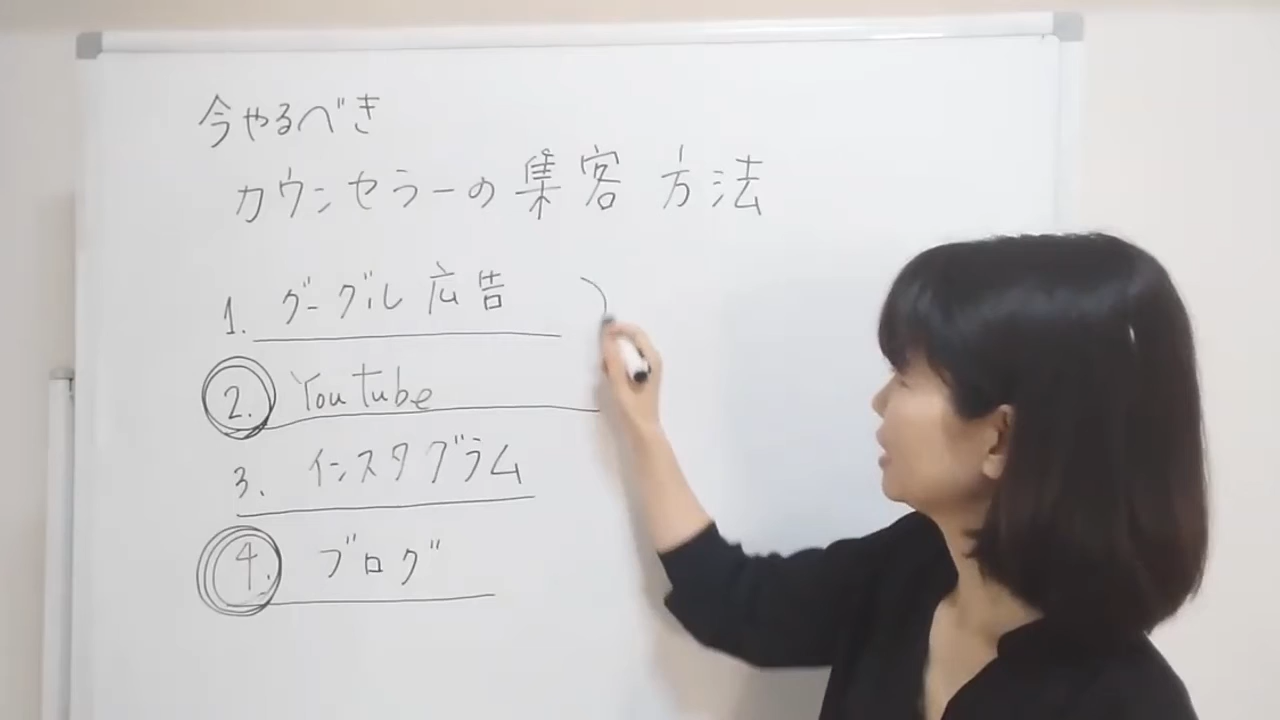 今やるべき
カウンセラーの集客方法
1. グーグル広告
2. YouTube
3. インスタグラム
4. ブログ